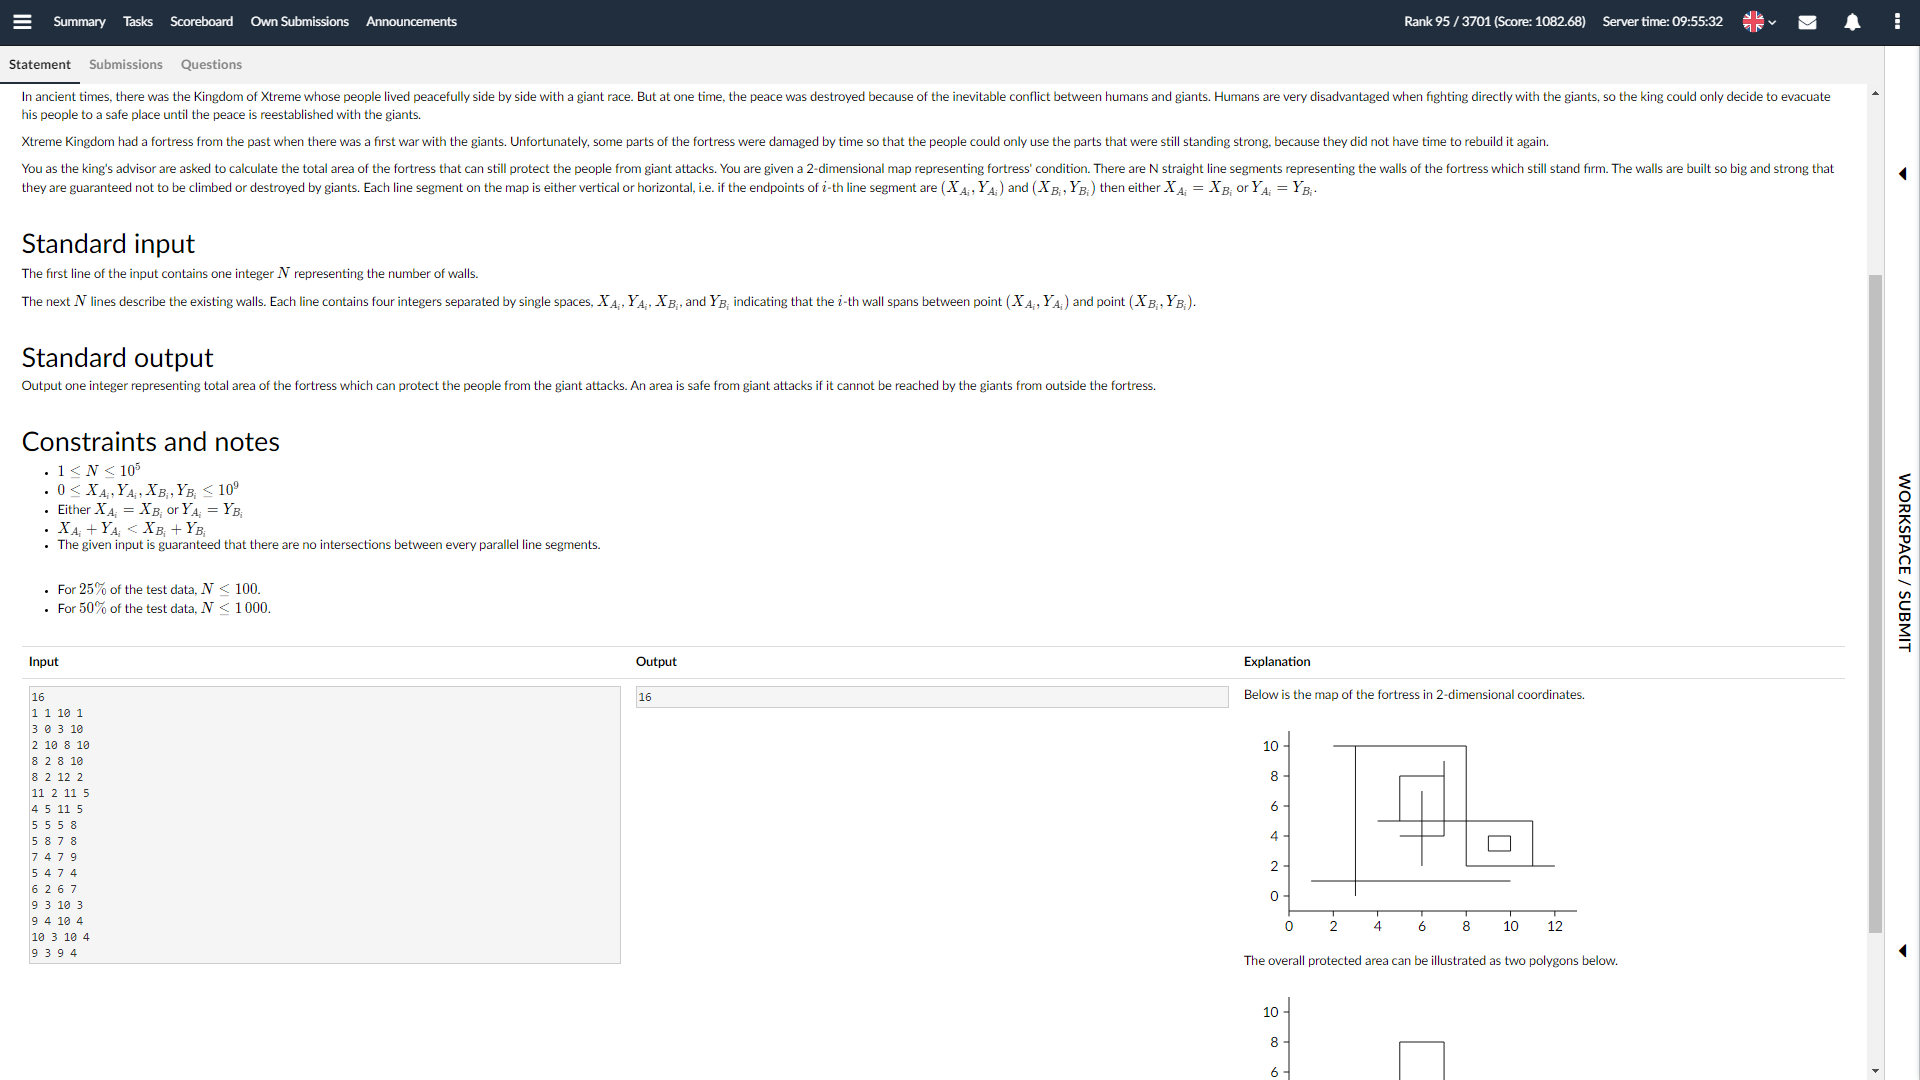 Summary Tasks Scoreboard Own Submissions Announcements Rank 95 / 3701 (Score: 1082.68) Server time: 09:55:32
Statement Submissions Questions
In ancient times, there was the Kingdom of Xtreme whose people lived peacefully side by side with a giant race. But at one time, the peace was destroyed because of the inevitable conflict between humans and giants. Humans are very disadvantaged when fighting directly with the giants, so the king could only decide to evacuate
his people to a safe place until the peace is reestablished with the giants.
Xtreme Kingdom had a fortress from the past when there was a first war with the giants. Unfortunately, some parts of the fortress were damaged by time so that the people could only use the parts that were still standing strong, because they did not have time to rebuild it again.
You as the king's advisor are asked to calculate the total area of the fortress that can still protect the people from giant attacks. You are given a 2-dimensional map representing fortress' condition. There are N straight line segments representing the walls of the fortress which still stand firm. The walls are built so big and strong that
they are guaranteed not to be climbed or destroyed by giants. Each line segment on the map is either vertical or horizontal, i.e. if the endpoints of i-th line segment are (X_{A_i}, Y_{A_i}) and (X_{B_i}, Y_{B_i}) then either X_{A_i} = X_{B_i} or Y_{A_i} = Y_{B_i}.
Standard input
The first line of the input contains one integer N representing the number of walls.
The next N lines describe the existing walls. Each line contains four integers separated by single spaces, X_{A_i}, Y_{A_i}, X_{B_i}, and Y_{B_i} indicating that the i-th wall spans between point (X_{A_i}, Y_{A_i}) and point (X_{B_i}, Y_{B_i}).
Standard output
Output one integer representing total area of the fortress which can protect the people from the giant attacks. An area is safe from giant attacks if it cannot be reached by the giants from outside the fortress.
Constraints and notes
• 1 ≤ N ≤ 10^5
• 0 ≤ X_{A_i}, Y_{A_i}, X_{B_i}, Y_{B_i} ≤ 10^9
• Either X_{A_i} = X_{B_i} or Y_{A_i} = Y_{B_i}
• X_{A_i} + Y_{A_i} < X_{B_i} + Y_{B_i}
• The given input is guaranteed that there are no intersections between every parallel line segments.
• For 25% of the test data, N ≤ 100.
• For 50% of the test data, N ≤ 1 000.
Input Output Explanation
16
1 1 10 1
3 0 3 10
2 10 8 10
8 2 8 10
8 2 12 2
11 2 11 5
4 5 11 5
5 5 5 8
5 8 7 8
7 4 7 9
5 4 7 4
6 2 6 7
9 3 10 3
9 4 10 4
10 3 10 4
9 3 9 4
16
Below is the map of the fortress in 2-dimensional coordinates.
10
8
6
4
2
0
0 2 4 6 8 10 12
The overall protected area can be illustrated as two polygons below.
10
8
6
WORKSPACE / SUBMIT